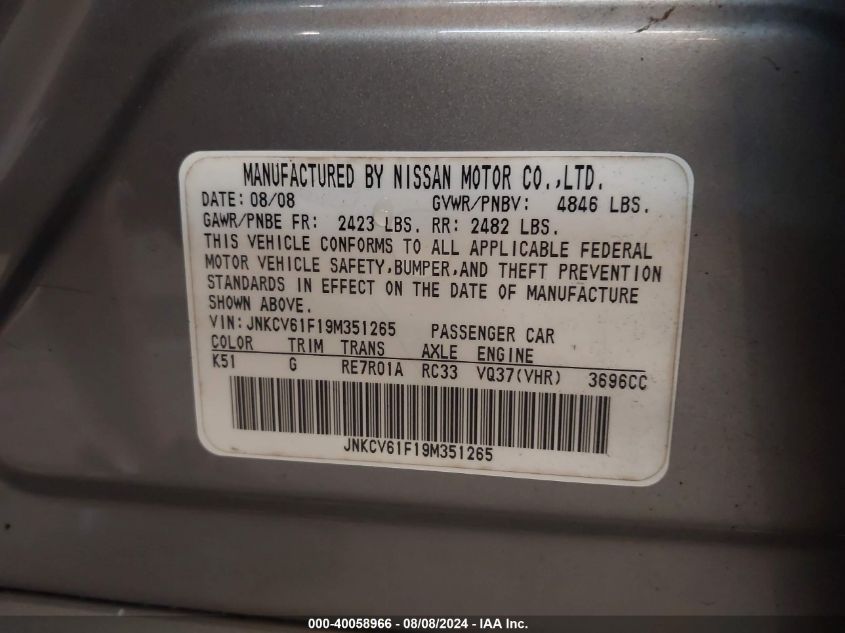 MANUFACTURED BY NISSAN MOTOR CO.,LTD.
DATE: 08/08 GVWR/PNBV: 4846 LBS.
GAWR/PNBE FR: 2423 LBS. RR: 2482 LBS.
THIS VEHICLE CONFORMS TO ALL APPLICABLE FEDERAL
MOTOR VEHICLE SAFETY,BUMPER,AND THEFT PREVENTION
STANDARDS IN EFFECT ON THE DATE OF MANUFACTURE
SHOWN ABOVE.
VIN:JNKCV61F19M351265 PASSENGER CAR
COLOR TRIM TRANS AXLE ENGINE
K51 G RE7R01A RC33 VQ37(VHR) 3696CC
JNKCV61F19M351265
000-40058966 - 08/08/2024 - IAA Inc.